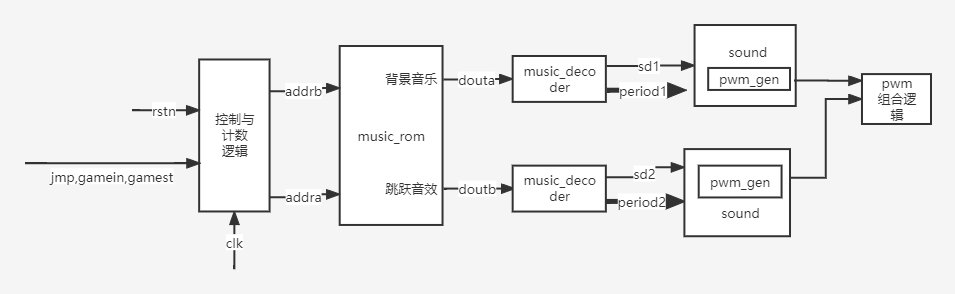 rstn
jmp,gamein,gamest
clk
控制与
计数
逻辑
addrb
addra
背景音乐
music_rom
跳跃音效
douta
doutb
music_deco
der
music_deco
der
sd1
period1
sd2
period2
sound
pwm_gen
pwm_gen
sound
pwm
组合逻
辑